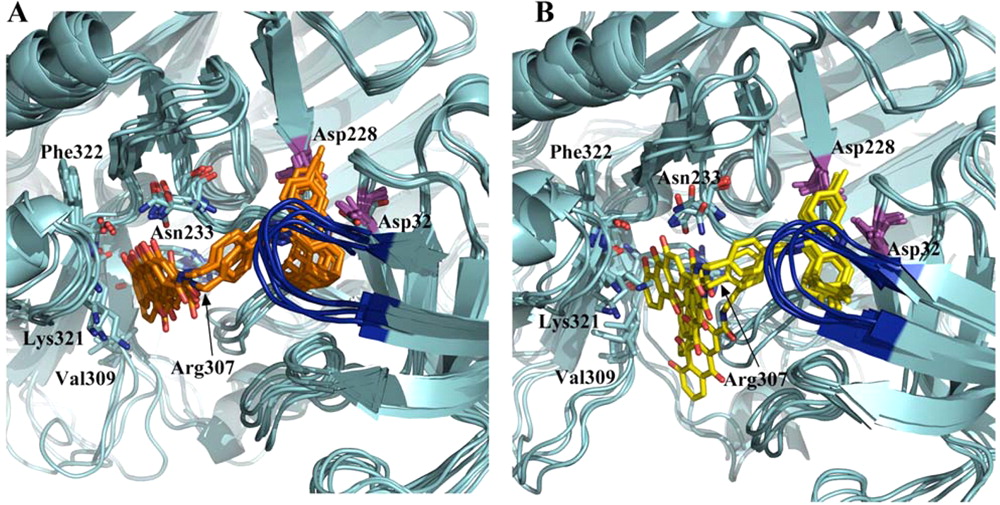 A
Asp228
Phe322
Asn233
Asp32
Lys321
Arg307
Val309
B
Asp228
Phe322
Asn233
Asp32
Lys321
Arg307
Val309